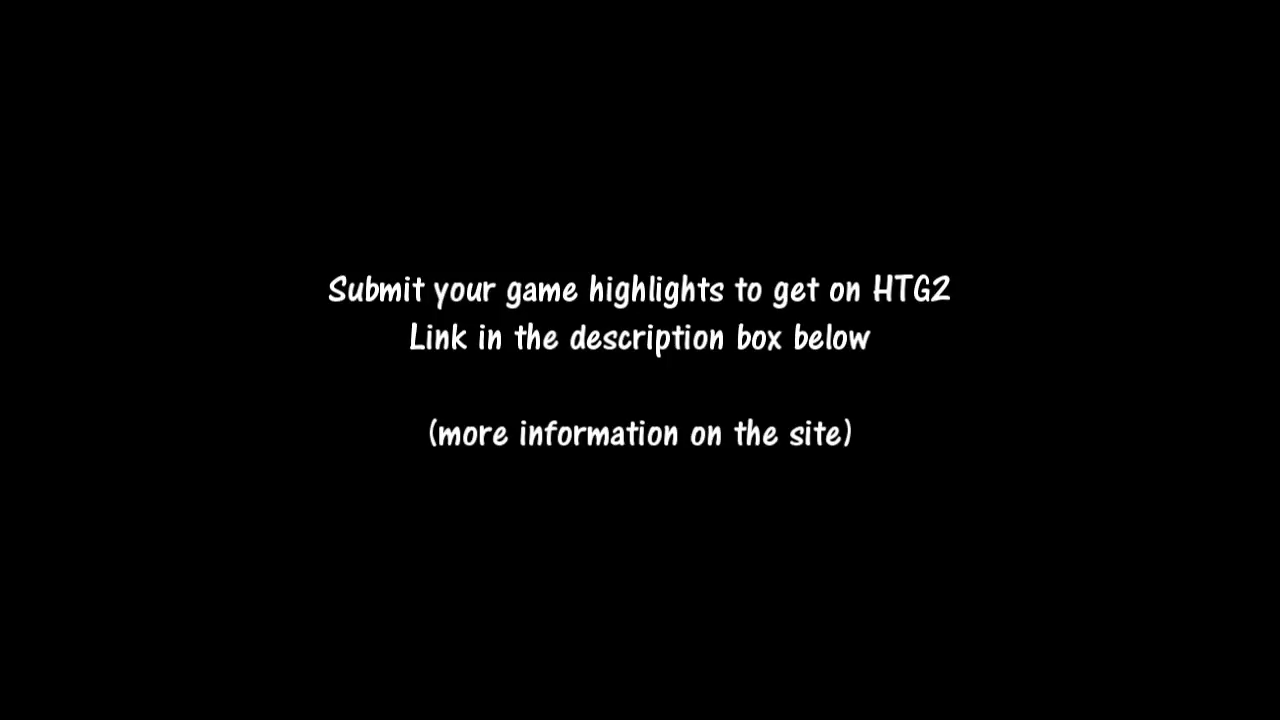 Submit your game highlights to get on HTG2
Link in the description box below
(more information on the site)